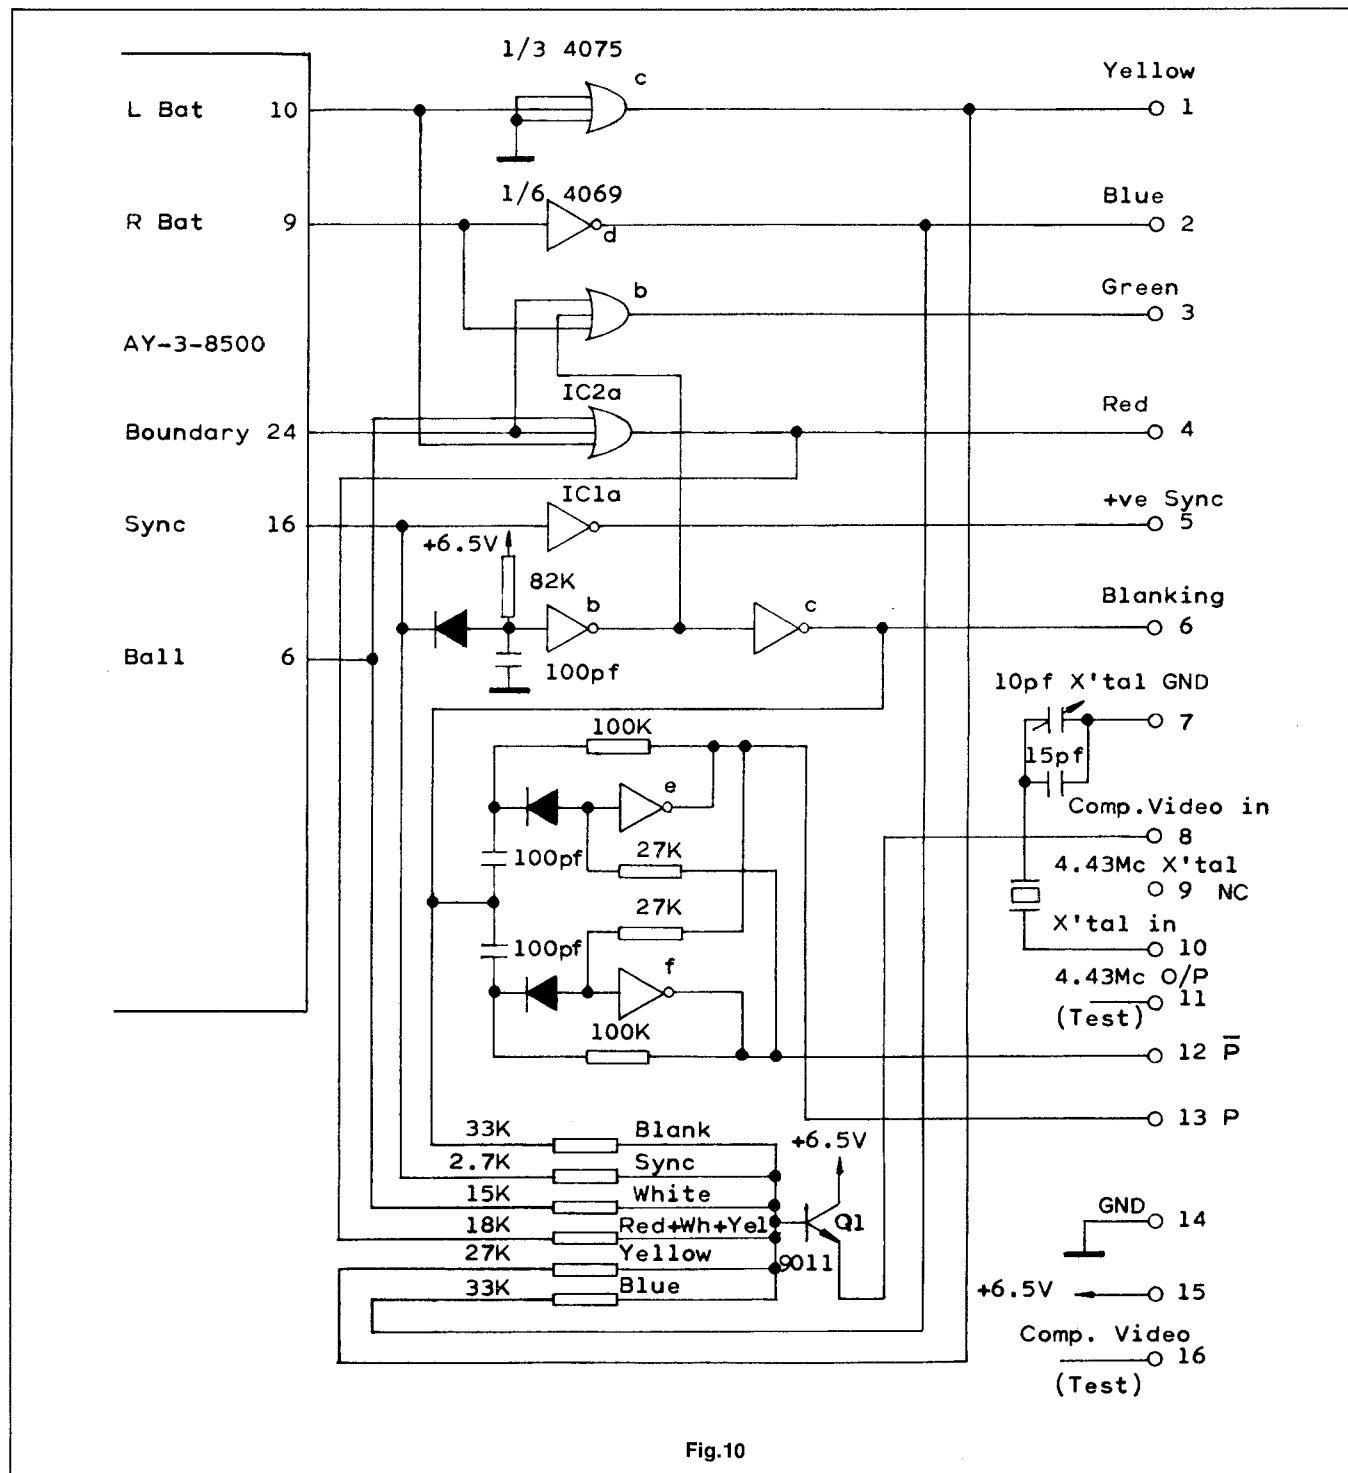 1/3 4075
c
Yellow
L Bat 10
1
1/6 4069
Blue
R Bat 9
d
2
b
Green
3
AY-3-8500
IC2a
Red
Boundary 24
4
IC1a
+ve Sync
Sync 16
5
+6.5V
82K
b
c
Blanking
6
Ball 6
100pf
10pf X'tal GND
7
100K
15pf
e
Comp.Video in
8
100pf
27K
4.43Mc X'tal
9 NC
27K
X'tal in
10
100pf
f
4.43Mc O/P
11
(Test)
100K
12 P̅
13 P
33K Blank
+6.5V
2.7K Sync
15K White
GND
14
18K Red+Wh+Yel
Q1
27K Yellow
9011
33K Blue
+6.5V
15
Comp. Video
16
(Test)
Fig.10